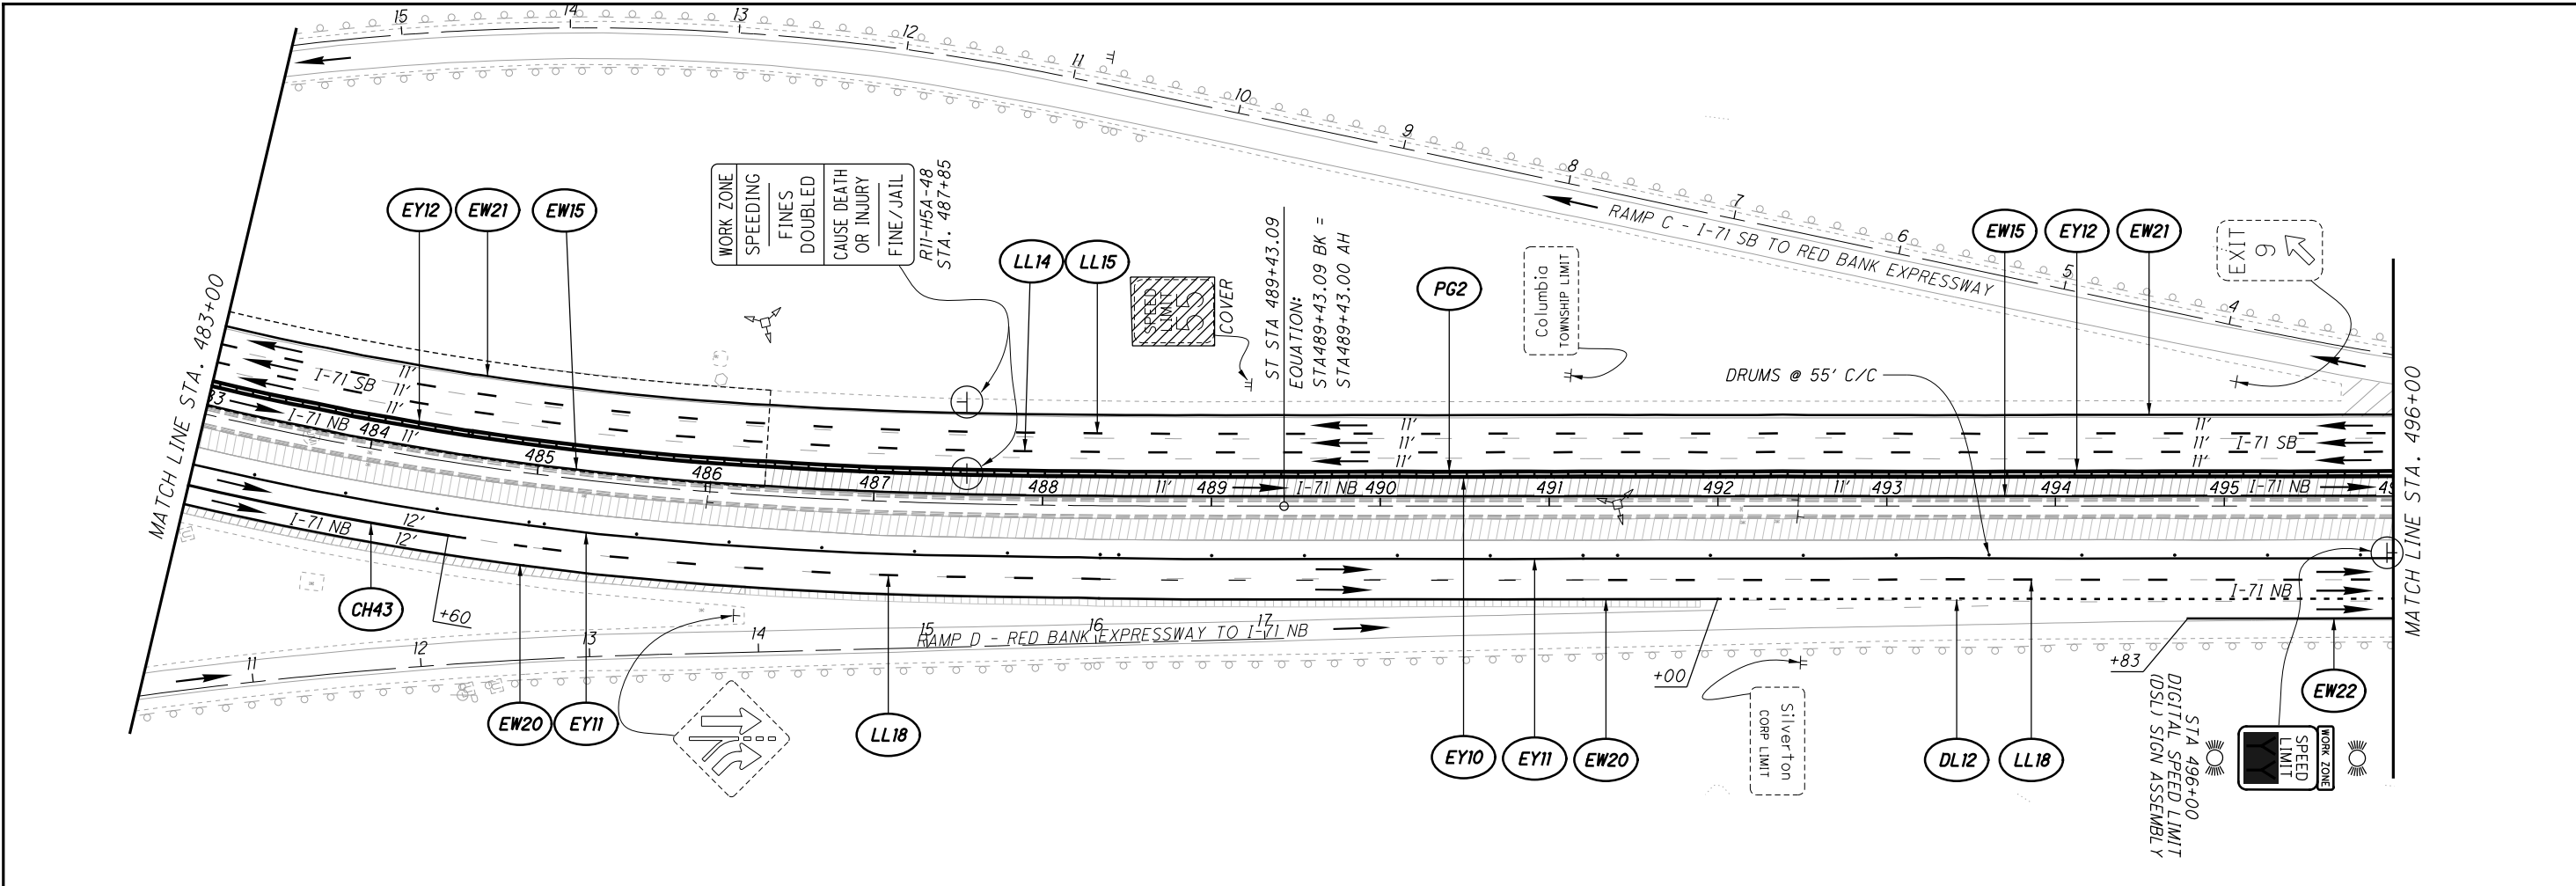 15
14
13
12
11
10
9
8
7
6
5
4
RAMP C - I-71 SB TO RED BANK EXPRESSWAY
MATCH LINE STA. 483+00
EY12
EW21
EW15
WORK ZONE
SPEEDING
FINES
DOUBLED
CAUSE DEATH
OR INJURY
FINE/JAIL
R11-H5A-48
STA. 487+85
LL14
LL15
SPEED
LIMIT
55
COVER
ST STA 489+43.09
EQUATION:
STA489+43.09 BK =
STA489+43.00 AH
PG2
Columbia
TOWNSHIP LIMIT
DRUMS @ 55' C/C
EW15
EY12
EW21
EXIT
9
MATCH LINE STA. 496+00
I-71 SB
11'
11'
11'
11'
I-71 NB
11'
11'
11'
11'
11'
11'
I-71 SB
83
484
485
486
487
488
11'
489
I-71 NB
490
491
492
11'
493
494
495
I-71 NB
49
I-71 NB
12'
12'
I-71 NB
CH43
+60
11
12
13
14
15
16
17
RAMP D - RED BANK EXPRESSWAY TO I-71 NB
EW20
EY11
LL18
+00
EY10
EY11
EW20
Silverton
CORP LIMIT
DL12
LL18
+83
EW22
STA 496+00
DIGITAL SPEED LIMIT
(DSL) SIGN ASSEMBLY
WORK ZONE
SPEED
LIMIT
YY